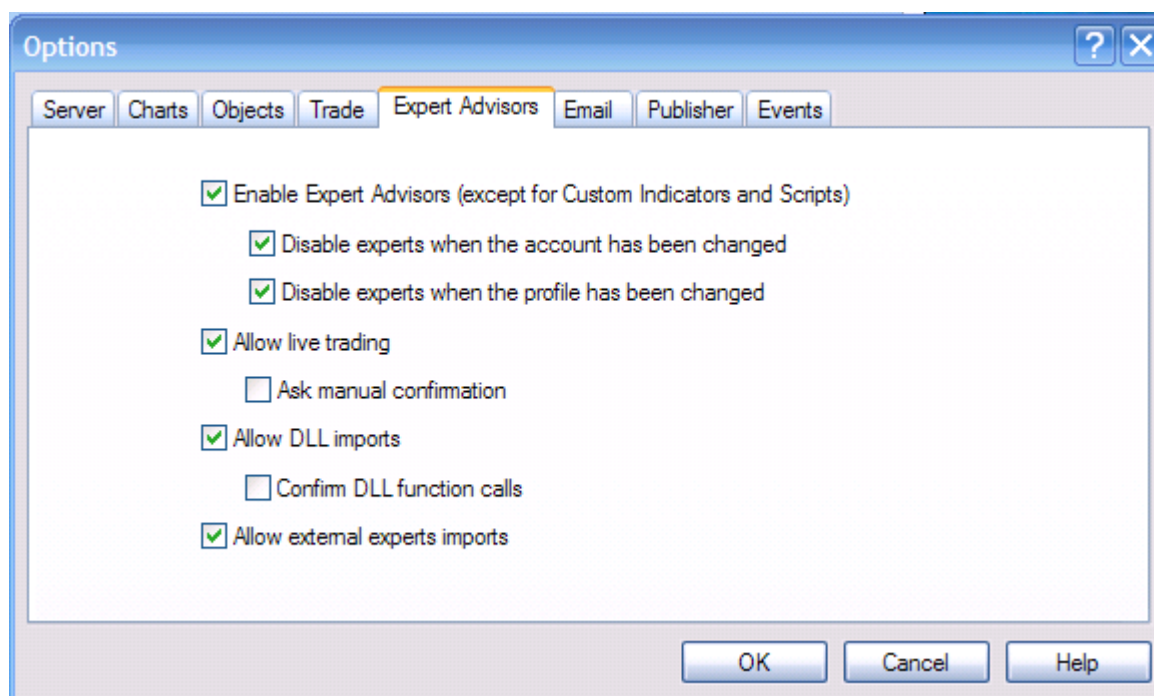 Options
Server Charts Objects Trade Expert Advisors Email Publisher Events
Enable Expert Advisors (except for Custom Indicators and Scripts)
Disable experts when the account has been changed
Disable experts when the profile has been changed
Allow live trading
Ask manual confirmation
Allow DLL imports
Confirm DLL function calls
Allow external experts imports
OK Cancel Help